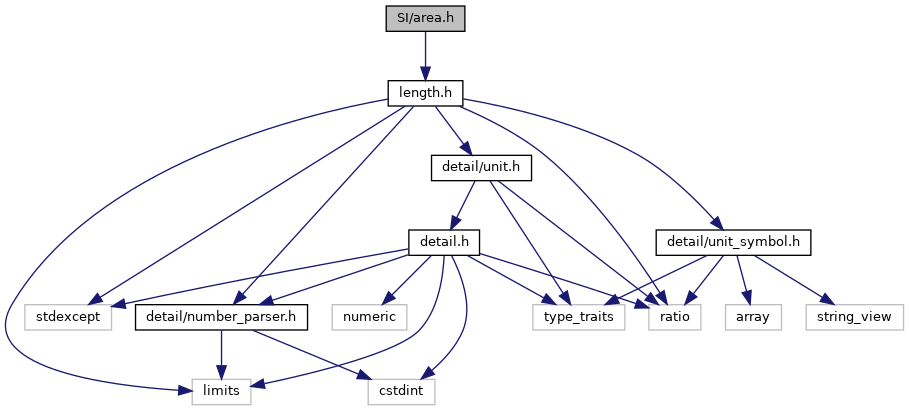 SI/area.h
length.h
detail/unit.h
detail.h
detail/unit_symbol.h
stdexcept
detail/number_parser.h
numeric
type_traits
ratio
array
string_view
limits
cstdint